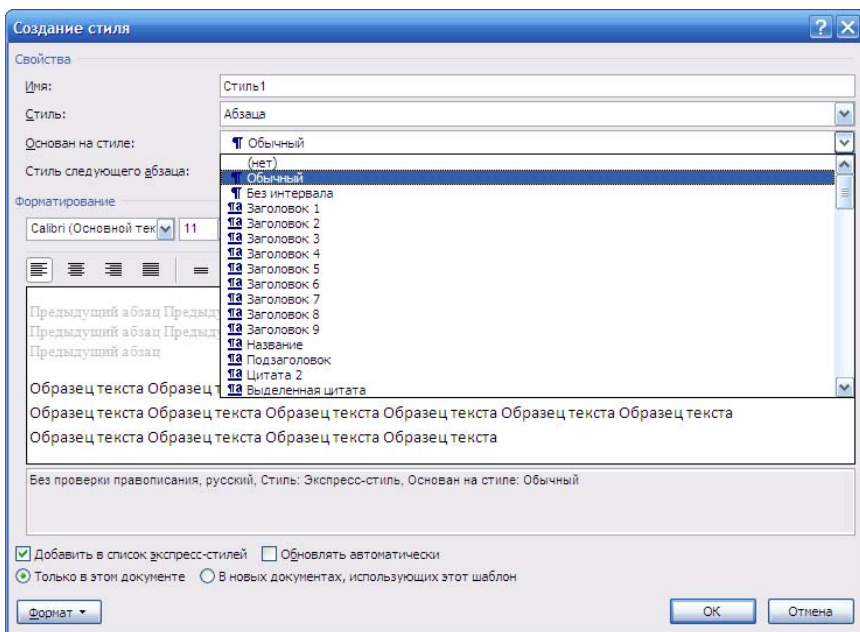 Создание стиля
Свойства
Имя: Стиль1
Стиль: Абзаца
Основан на стиле: ¶ Обычный
Стиль следующего абзаца:
(нет)
¶ Обычный
¶ Без интервала
¶a Заголовок 1
¶a Заголовок 2
¶a Заголовок 3
¶a Заголовок 4
¶a Заголовок 5
¶a Заголовок 6
¶a Заголовок 7
¶a Заголовок 8
¶a Заголовок 9
¶a Название
¶a Подзаголовок
¶a Цитата 2
¶a Выделенная цитата
Форматирование
Calibri (Основной тек 11
Предыдущий абзац
Предыдущий абзац
Предыдущий абзац
Образец текста Образец
Образец текста Образец текста Образец текста Образец текста Образец текста Образец текста
Образец текста Образец текста Образец текста Образец текста
Без проверки правописания, русский, Стиль: Экспресс-стиль, Основан на стиле: Обычный
Добавить в список экспресс-стилей Обновлять автоматически
Только в этом документе В новых документах, использующих этот шаблон
Формат OK Отмена